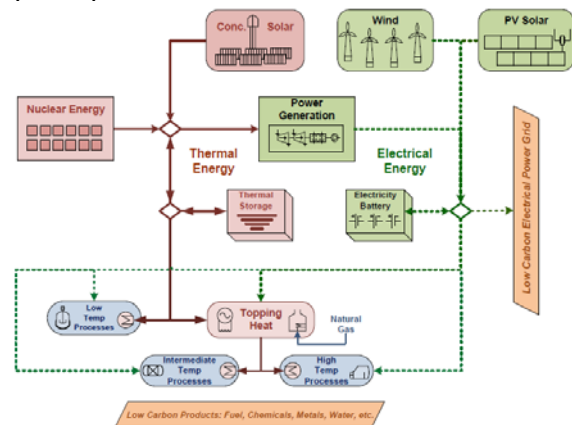 Conc. Solar
Wind
PV Solar
Nuclear Energy
Power
Generation
Thermal
Energy
Electrical
Energy
Thermal
Storage
Electricity
Battery
Low Carbon Electrical Power Grid
Low
Temp
Processes
Topping
Heat
Natural
Gas
Intermediate
Temp
Processes
High
Temp
Processes
Low Carbon Products: Fuel, Chemicals, Metals, Water, etc.